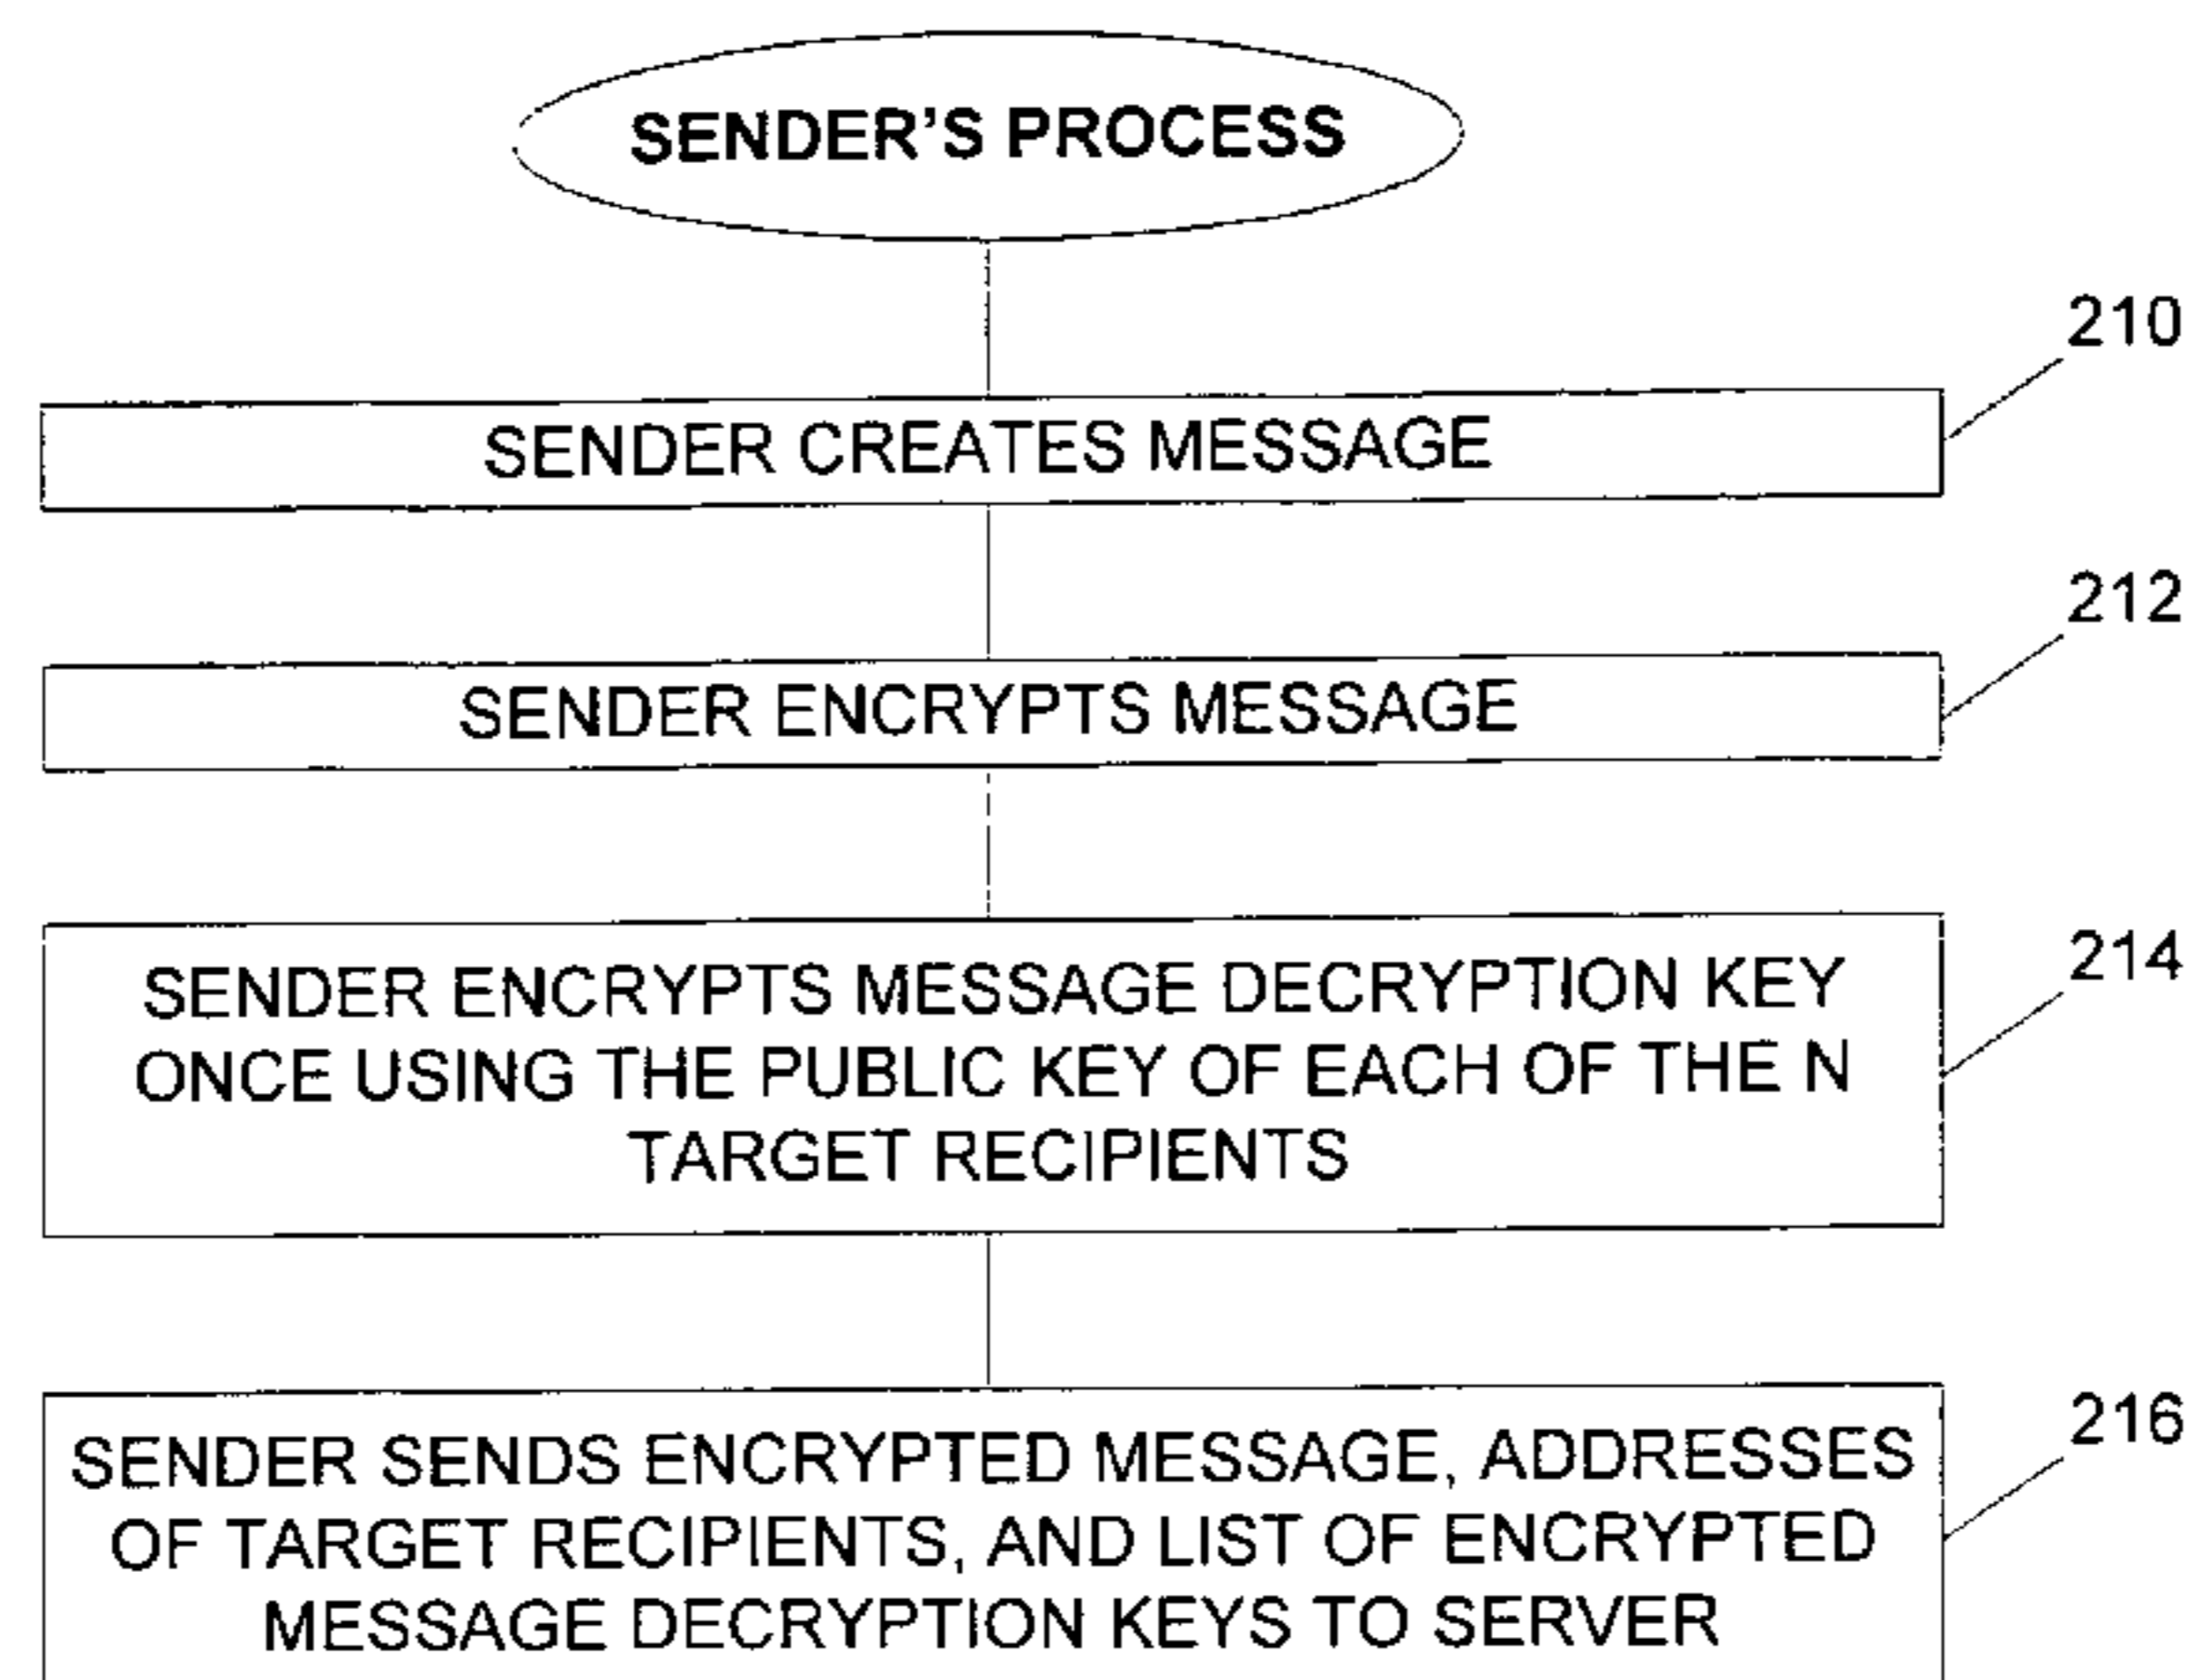 SENDER'S PROCESS
210
SENDER CREATES MESSAGE
212
SENDER ENCRYPTS MESSAGE
214
SENDER ENCRYPTS MESSAGE DECRYPTION KEY
ONCE USING THE PUBLIC KEY OF EACH OF THE N
TARGET RECIPIENTS
216
SENDER SENDS ENCRYPTED MESSAGE, ADDRESSES
OF TARGET RECIPIENTS, AND LIST OF ENCRYPTED
MESSAGE DECRYPTION KEYS TO SERVER